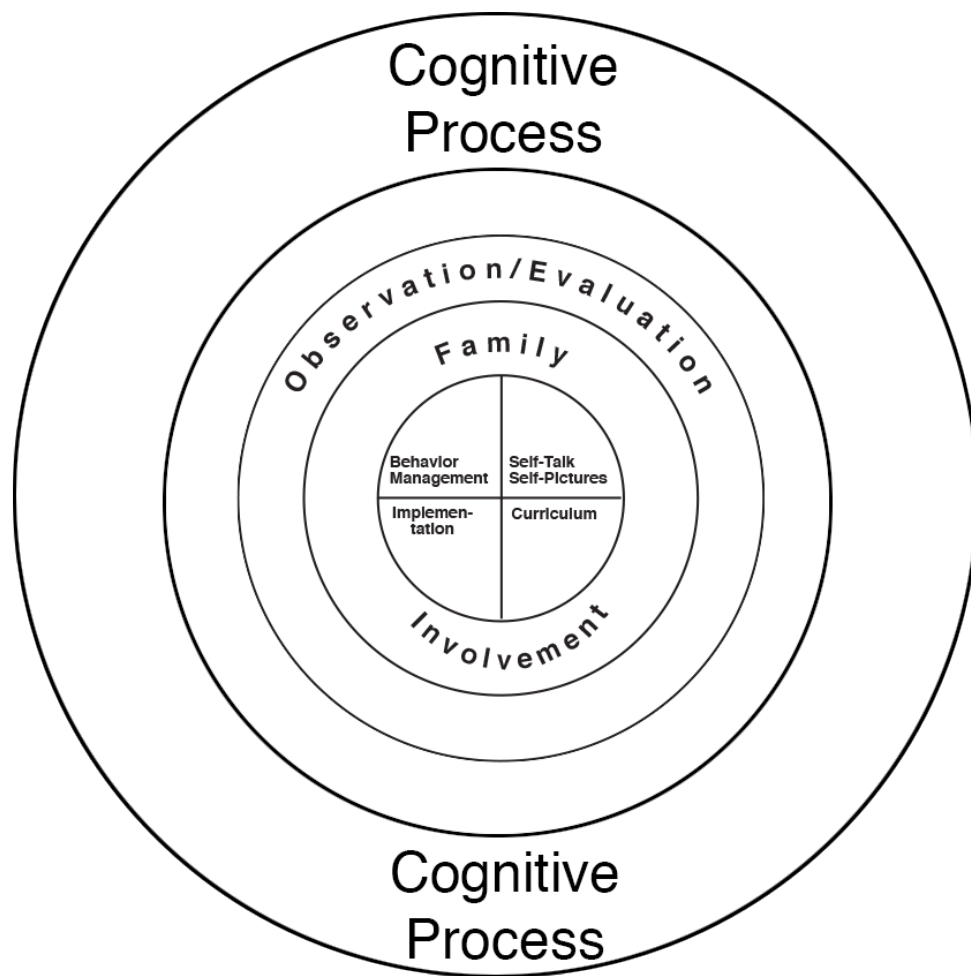 Cognitive
Process
Observation/Evaluation
Family
Behavior
Management
Self-Talk
Self-Pictures
Implemen-
tation
Curriculum
Involvement
Cognitive
Process